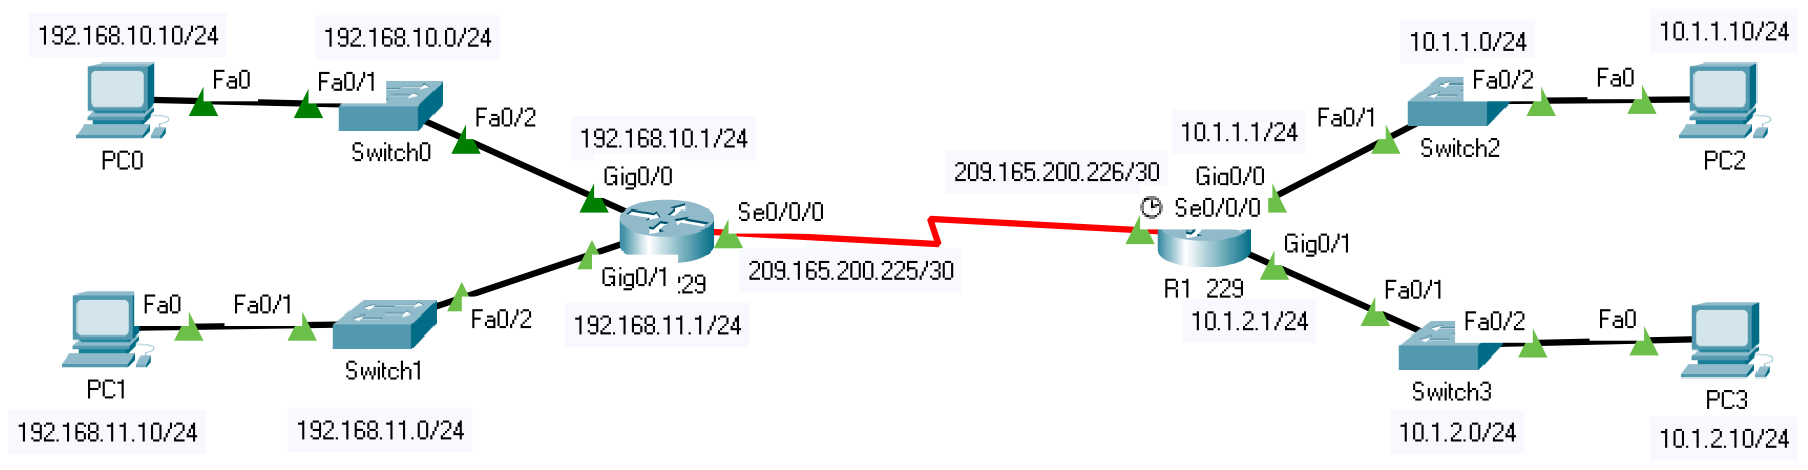 192.168.10.10/24
192.168.10.0/24
Fa0
Fa0/1
Fa0/2
PC0
Switch0
192.168.10.1/24
Gig0/0
Se0/0/0
209.165.200.225/30
Gig0/1
:29
192.168.11.1/24
Fa0
Fa0/1
Fa0/2
PC1
Switch1
192.168.11.10/24
192.168.11.0/24
10.1.1.0/24
10.1.1.10/24
Fa0/2
Fa0
Fa0/1
10.1.1.1/24
Switch2
PC2
209.165.200.226/30
Gig0/0
Se0/0/0
Gig0/1
R1 229
10.1.2.1/24
Fa0/1
Fa0/2
Fa0
Switch3
PC3
10.1.2.0/24
10.1.2.10/24